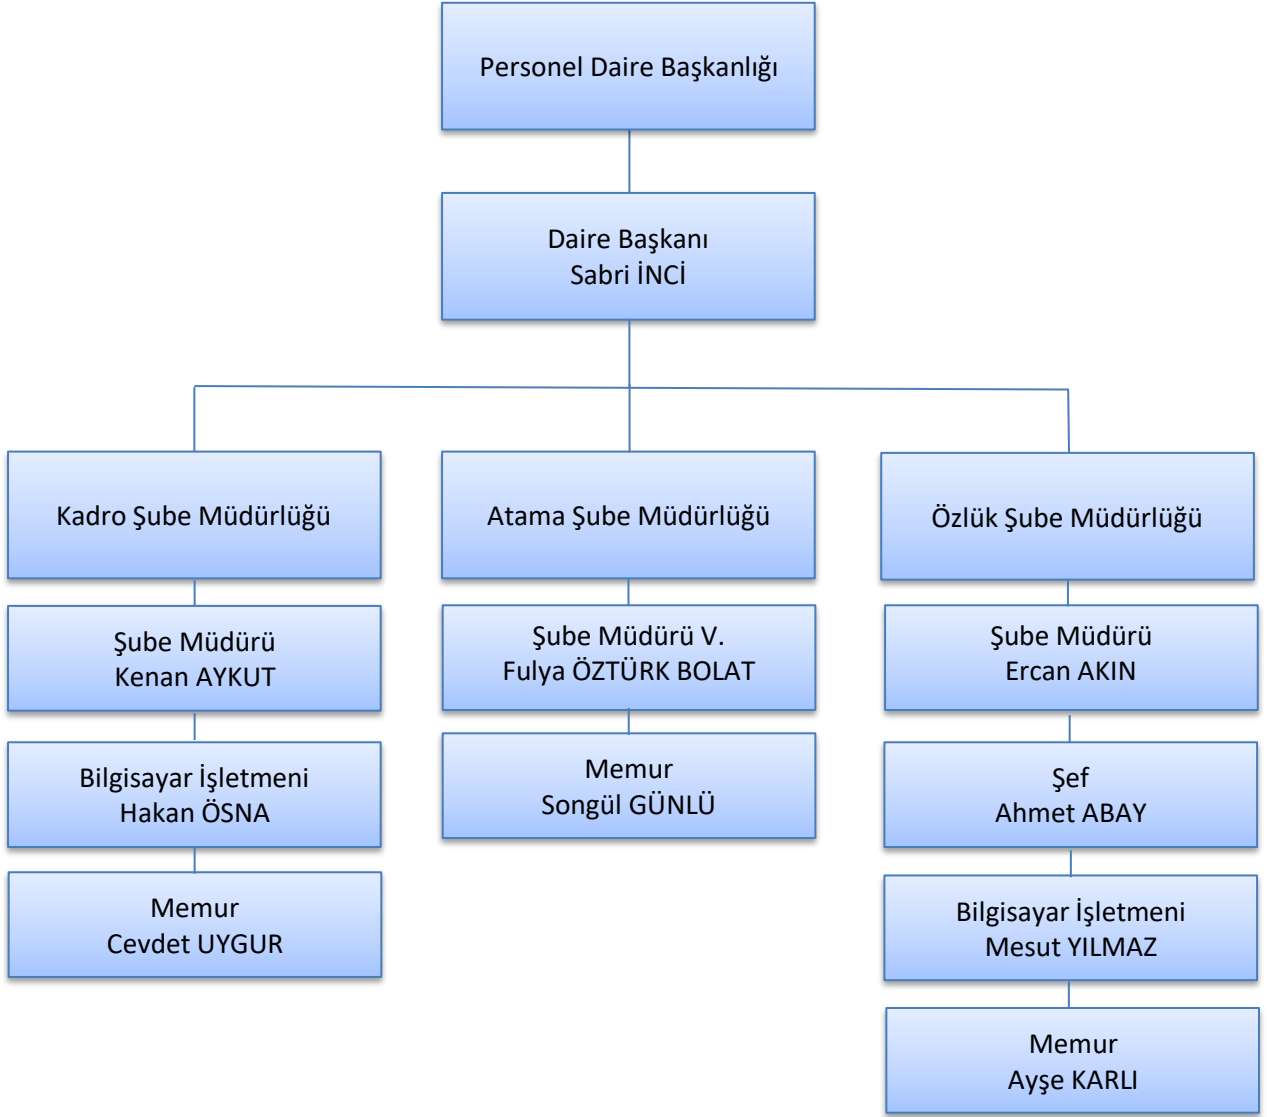 Personel Daire Başkanlığı
Daire Başkanı
Sabri İNCİ
Kadro Şube Müdürlüğü
Şube Müdürü
Kenan AYKUT
Bilgisayar İşletmeni
Hakan ÖSNA
Memur
Cevdet UYGUR
Atama Şube Müdürlüğü
Şube Müdürü V.
Fulya ÖZTÜRK BOLAT
Memur
Songül GÜNLÜ
Özlük Şube Müdürlüğü
Şube Müdürü
Ercan AKIN
Şef
Ahmet ABAY
Bilgisayar İşletmeni
Mesut YILMAZ
Memur
Ayşe KARLI